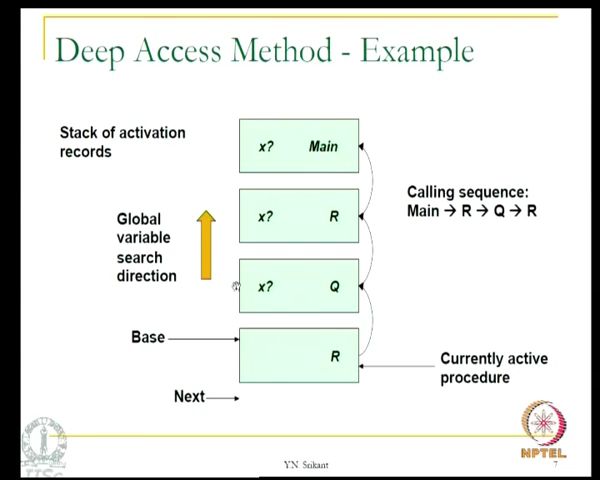 Deep Access Method - Example
Stack of activation
records
x? Main
Calling sequence:
Main → R → Q → R
Global
variable
search
direction
x? R
x? Q
Base
R
Currently active
procedure
Next
Y.N. Srikant
7
NPTEL